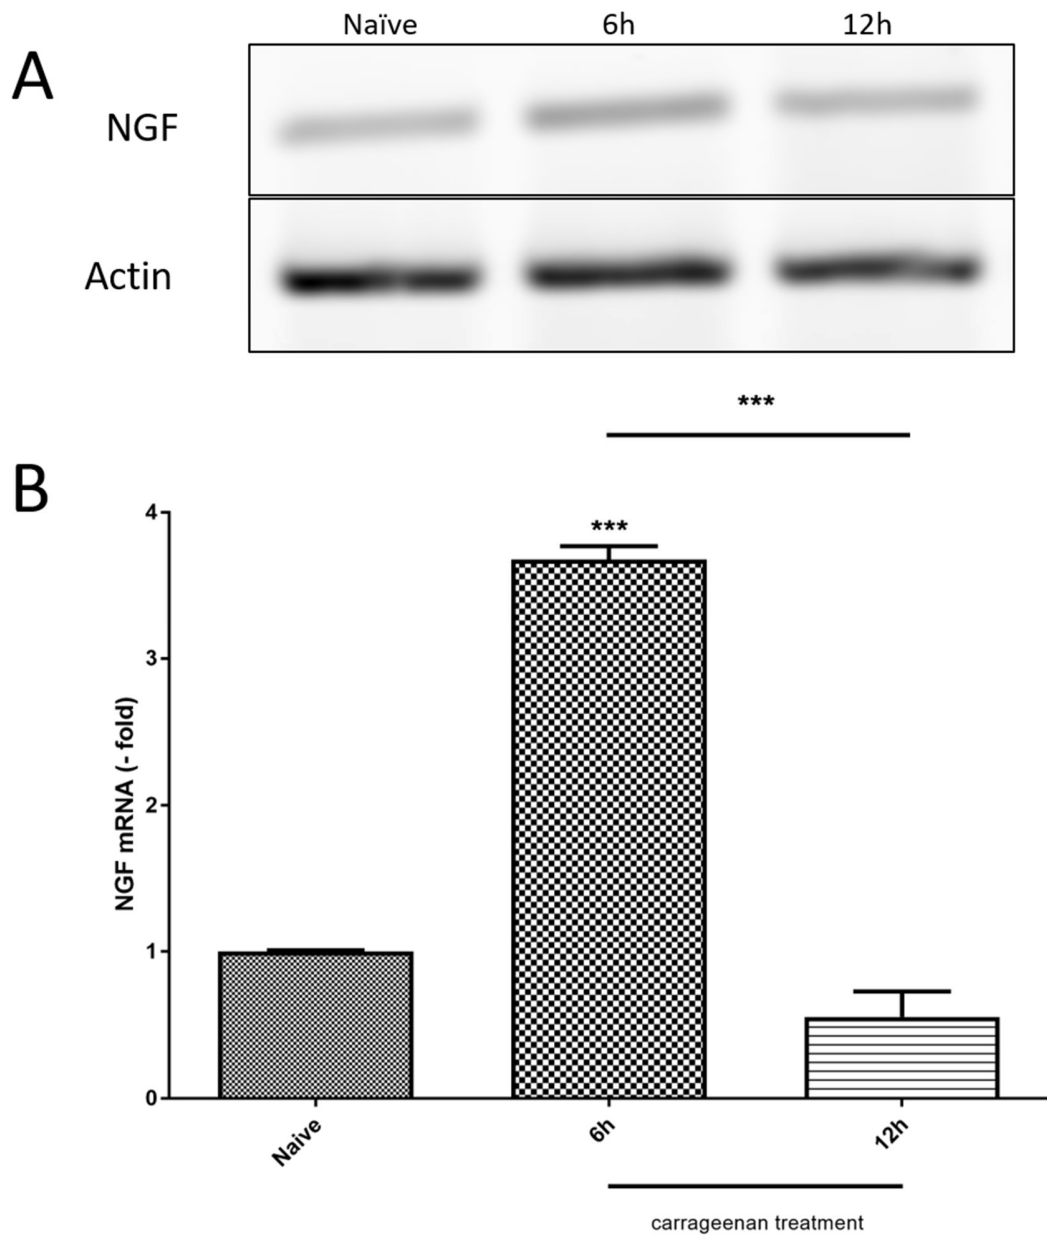 Naïve 6h 12h
A
NGF
Actin
***
B
***
4
3
2
1
0
NGF mRNA (- fold)
Naive 6h 12h
carrageenan treatment